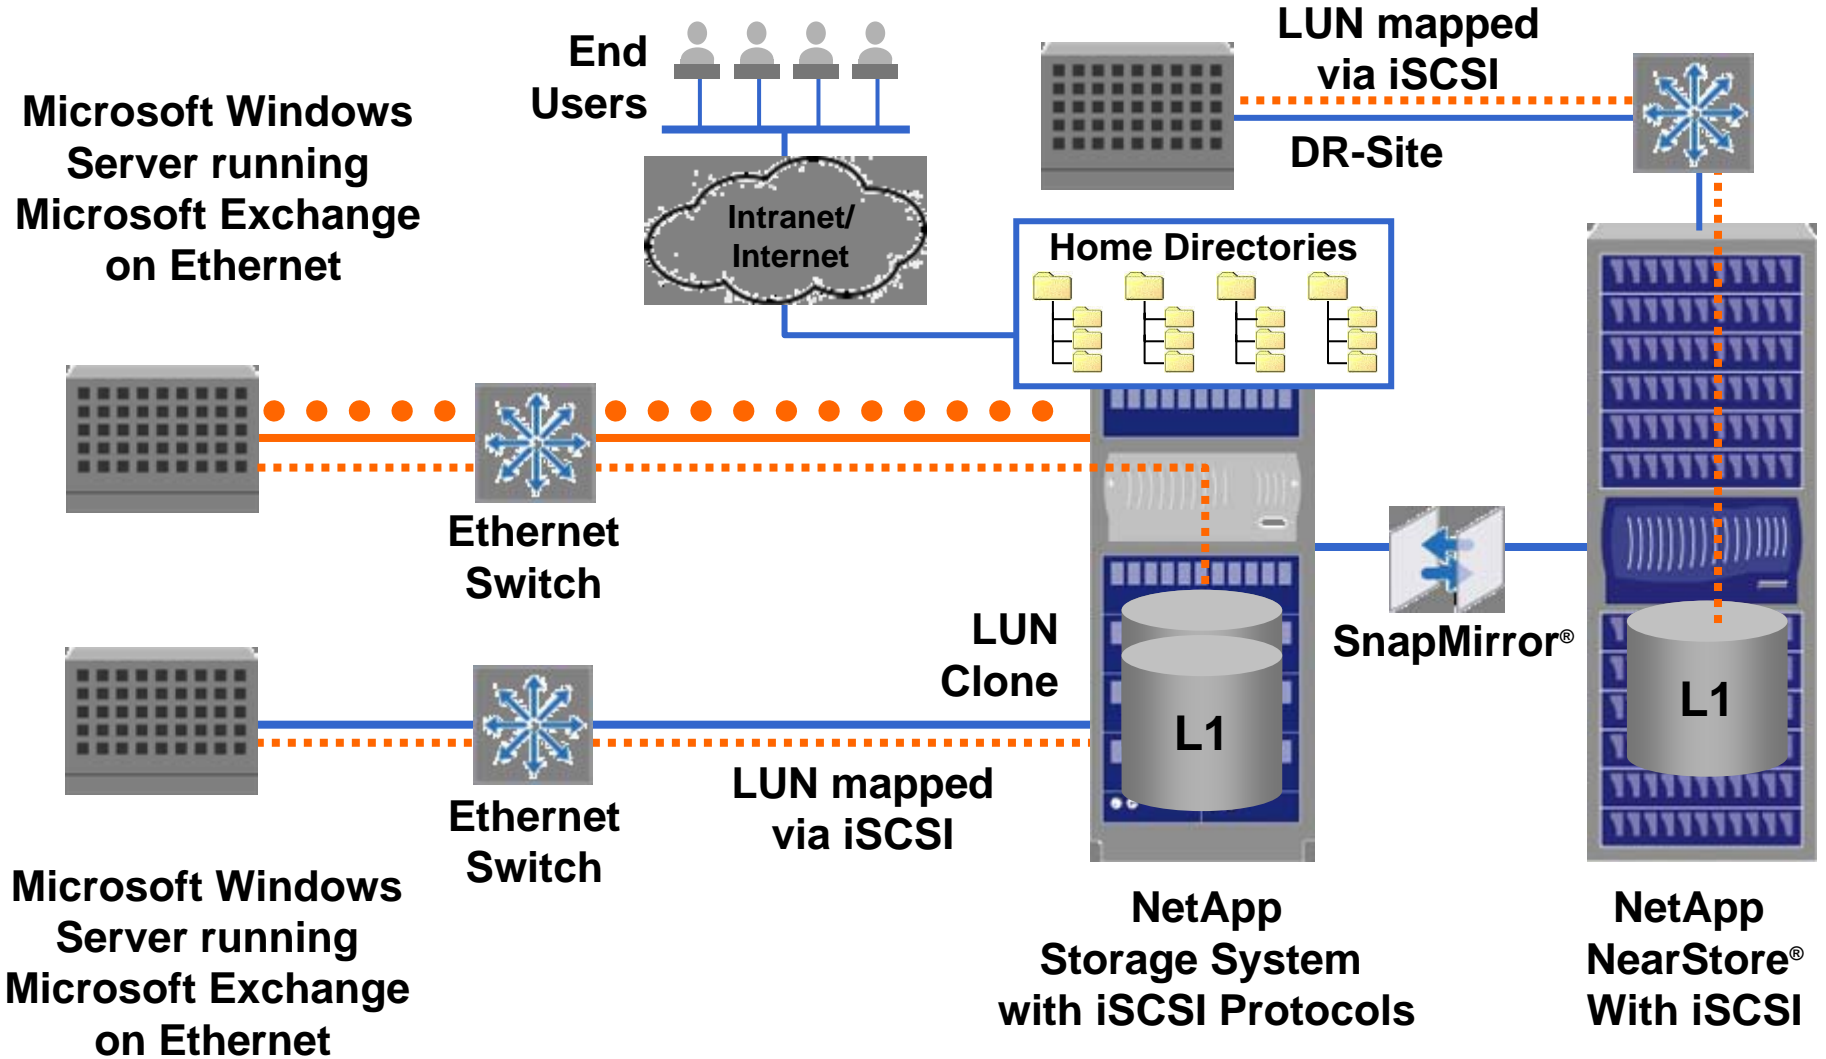 End
Users
LUN mapped
via iSCSI
DR-Site
Microsoft Windows
Server running
Microsoft Exchange
on Ethernet
Intranet/
Internet
Home Directories
Ethernet
Switch
LUN
Clone
SnapMirror®
L1
L1
LUN mapped
via iSCSI
Ethernet
Switch
Microsoft Windows
Server running
Microsoft Exchange
on Ethernet
NetApp
Storage System
with iSCSI Protocols
NetApp
NearStore®
With iSCSI